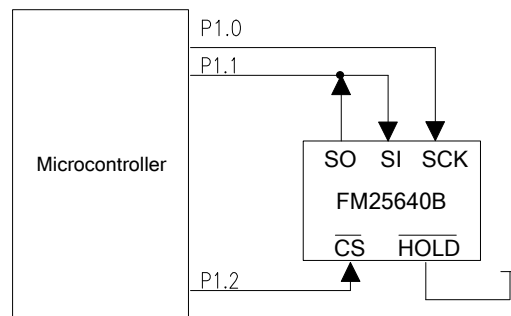 P1.0
P1.1
Microcontroller
SO SI SCK
FM25640B
CS HOLD
P1.2